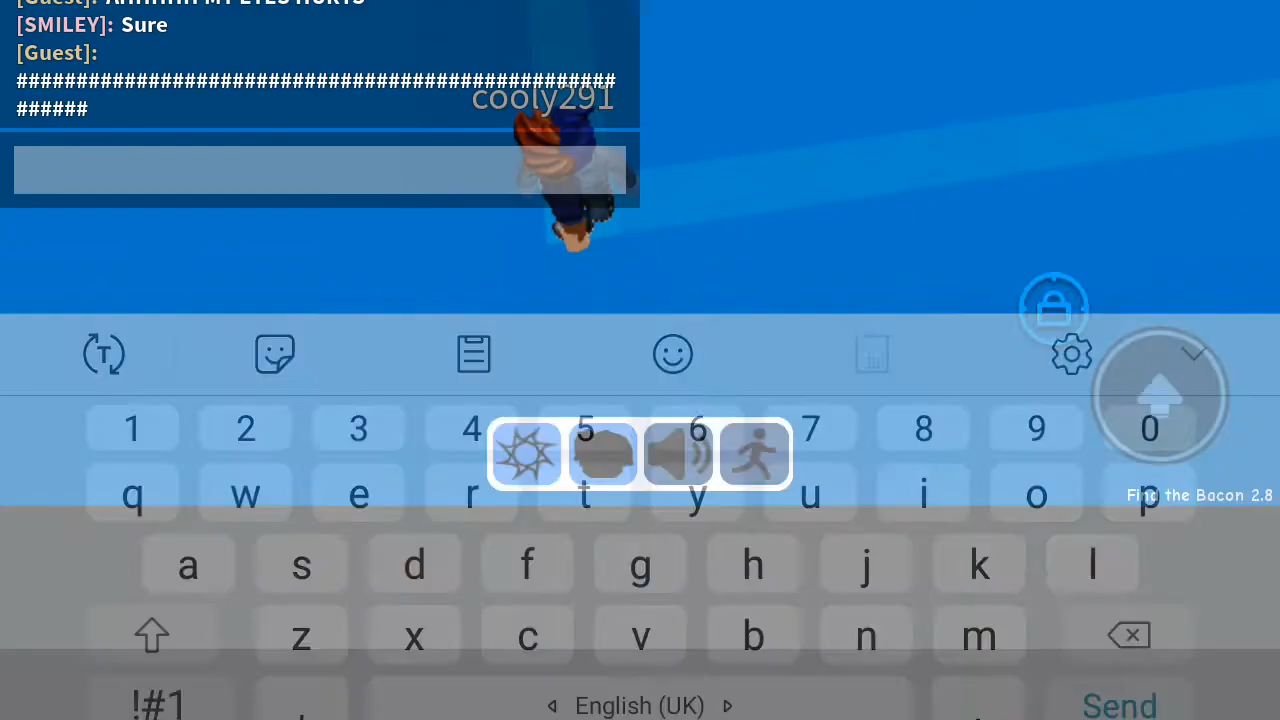 [SMILEY]: Sure
[Guest]:
##################################################
######
cooly291
1 2 3 4 5 6 7 8 9 0
q w e r t y u i o p
Find the Bacon 2.8
a s d f g h j k l
z x c v b n m
!#1 , English (UK) . Send